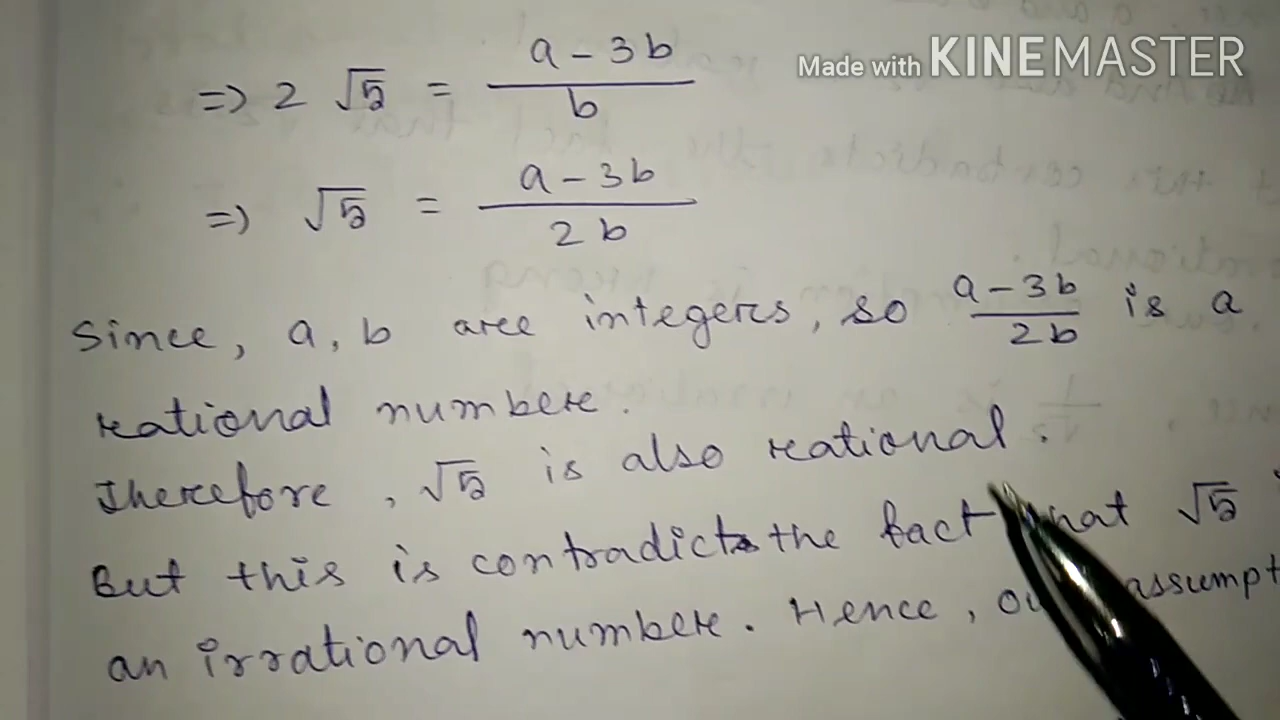 Made with KINEMASTER
=> 2 √5 = a - 3b / b
=> √5 = a - 3b / 2b
Since, a, b are integers, so a - 3b / 2b is a
rational number.
Therefore, √5 is also rational.
But this is contradicts the fact that √5
an irrational number. Hence, our assumpt